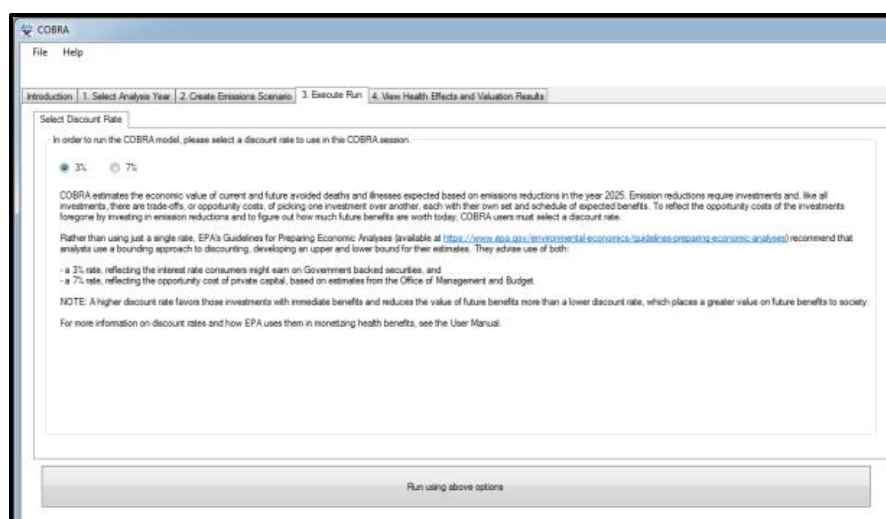 COBRA
File Help
Introduction 1. Select Analysis Year 2. Create Emissions Scenario 3. Execute Run 4. View Health Effects and Valuation Results
Select Discount Rate
In order to run the COBRA model, please select a discount rate to use in this COBRA session.
3% 7%
COBRA estimates the economic value of current and future avoided deaths and illnesses expected based on emissions reductions in the year 2025. Emission reductions require investments and, like all
investments, there are trade-offs, or opportunity costs, of picking one investment over another, each with their own set and schedule of expected benefits. To reflect the opportunity costs of the investments
foregone by investing in emission reductions and to figure out how much future benefits are worth today, COBRA users must select a discount rate.
Rather than using just a single rate, EPA's Guidelines for Preparing Economic Analyses (available at https://www.epa.gov/environmental-economics/guidelines-preparing-economic-analyses) recommend that
analysts use a bounding approach to discounting, developing an upper and lower bound for their estimates. They advise use of both:
- a 3% rate, reflecting the interest rate consumers might earn on Government backed securities, and
- a 7% rate, reflecting the opportunity cost of private capital, based on estimates from the Office of Management and Budget.
NOTE: A higher discount rate favors those investments with immediate benefits and reduces the value of future benefits more than a lower discount rate, which places a greater value on future benefits to society.
For more information on discount rates and how EPA uses them in monetizing health benefits, see the User Manual.
Run using above options